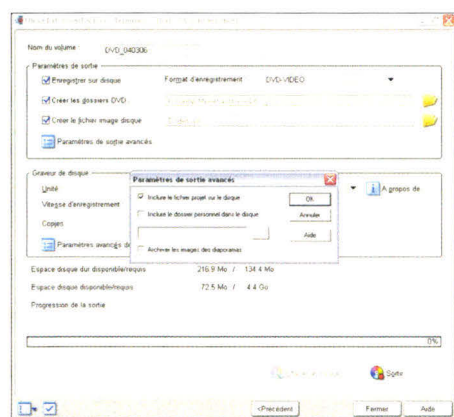 Nom du volume : DVD_040306
Paramètres de sortie
Enregistrer sur disque Format d'enregistrement DVD-VIDEO
Créer les dossiers DVD
Créer le fichier image disque
Paramètres de sortie avancés
Graveur de disque
Unité A propos de
Vitesse d'enregistrement
Copies
Paramètres avancés de
Paramètres de sortie avancés
Inclure le fichier projet sur le disque OK
Inclure le dossier personnel dans le disque Annuler
Aide
Archiver les images des diaporamas
Espace disque dur disponible/requis 216.9 Mo / 134.4 Mo
Espace disque disponible/requis 72.5 Mo / 4.4 Go
Progression de la sortie
0%
Sortie
<Précédent Fermer Aide